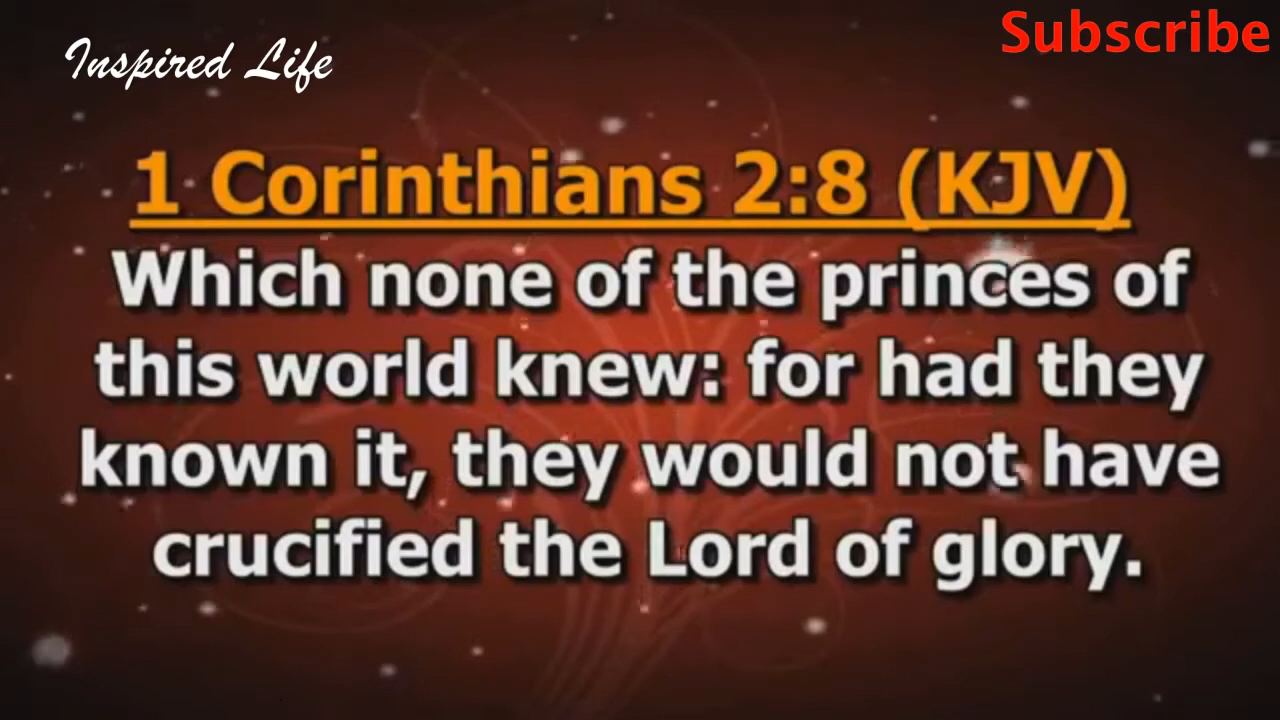 Inspired Life
Subscribe
1 Corinthians 2:8 (KJV)
Which none of the princes of
this world knew: for had they
known it, they would not have
crucified the Lord of glory.